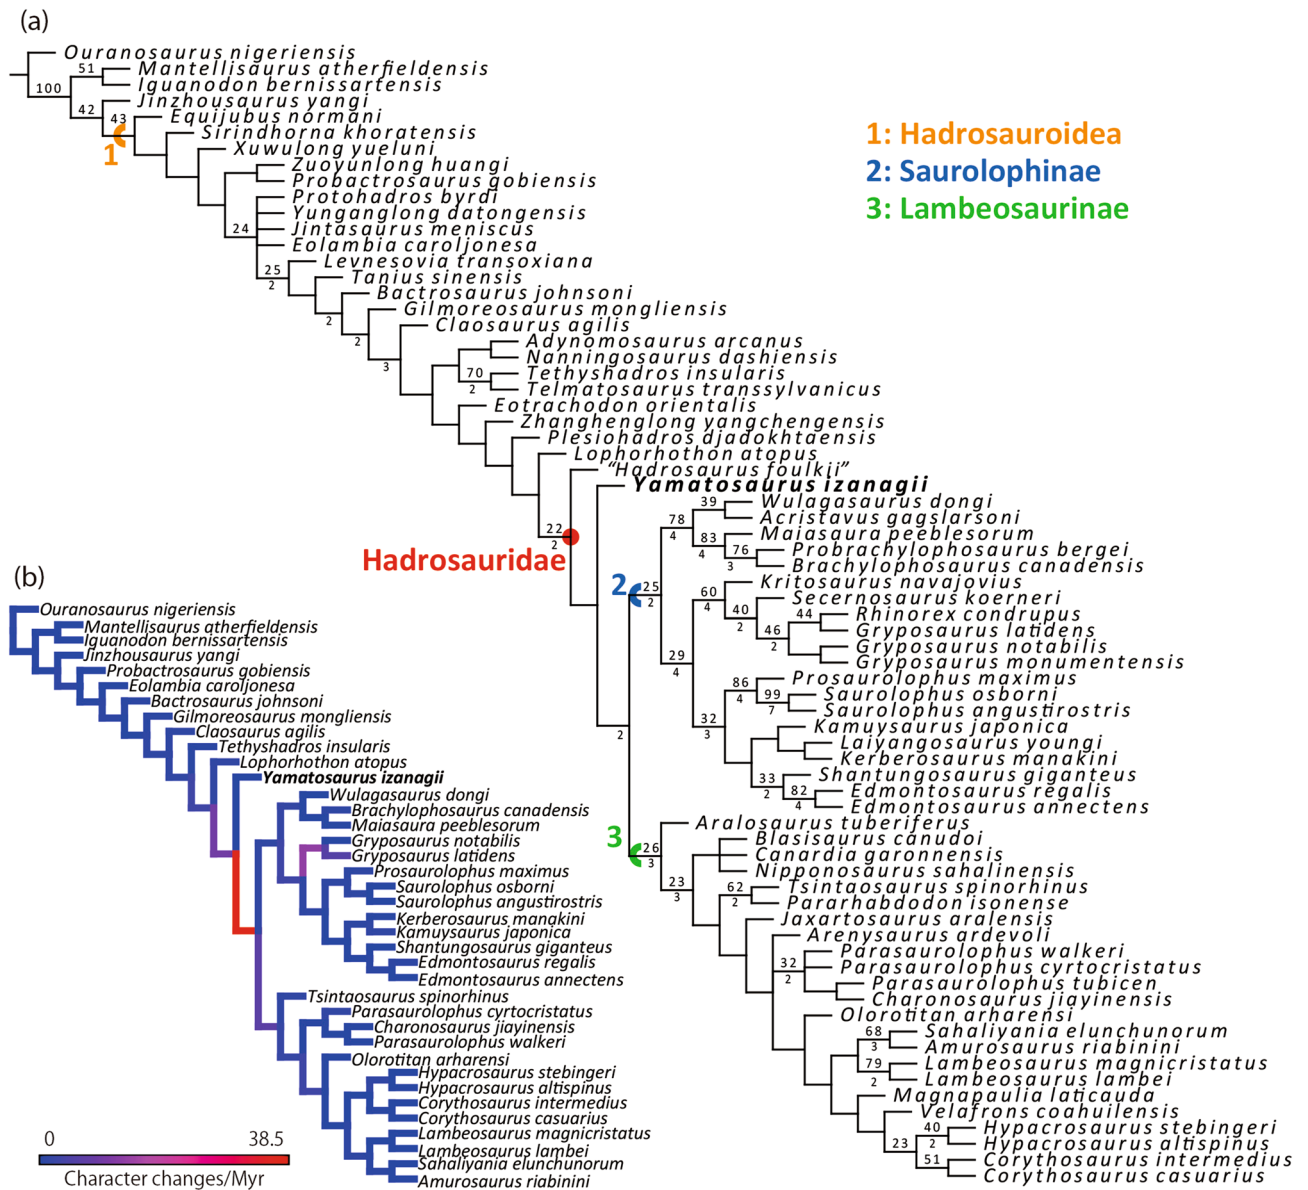 (a)
Ouranosaurus nigeriensis
51
Mantellisaurus atherfieldensis
100
Iguanodon bernissartensis
42
Jinzhousaurus yangi
43
Equijubus normani
1
Sirindhorna khoratensis
Xuwulong yueluni
Zuoyunlong huangi
Probactrosaurus gobiensis
Protohadros byrdi
Yunganglong datongensis
24
Jintasaurus meniscus
Eolambia caroljonesa
25
2
Levnesovia transoxiana
Tanius sinensis
2
Bactrosaurus johnsoni
2
Gilmoreosaurus mongliensis
3
Claosaurus agilis
Adynomosaurus arcanus
Nanningosaurus dashiensis
70
2
Tethyshadros insularis
Telmatosaurus transsylvanicus
Eotrachodon orientalis
Zhanghenglong yangchengensis
Plesiohadros djadokhtaensis
Lophorhothon atopus
"Hadrosaurus foulkii"
Yamatosaurus izanagii
22
2
Hadrosauridae
1: Hadrosauroidea
2: Saurolophinae
3: Lambeosaurinae
39
Wulagasaurus dongi
78
4
Acristavus gagslarsoni
83
4
Maiasaura peeblesorum
76
3
Probrachylophosaurus bergei
Brachylophosaurus canadensis
2
25
2
60
4
Kritosaurus navajovius
40
2
Secernosaurus koerneri
44
Rhinorex condrupus
46
2
Gryposaurus latidens
Gryposaurus notabilis
29
4
Gryposaurus monumentensis
86
4
Prosaurolophus maximus
99
7
Saurolophus osborni
Saurolophus angustirostris
32
3
Kamuysaurus japonica
Laiyangosaurus youngi
Kerberosaurus manakini
33
2
Shantungosaurus giganteus
82
4
Edmontosaurus regalis
Edmontosaurus annectens
2
3
26
3
Aralosaurus tuberiferus
Blasisaurus canudoi
Canardia garonnensis
Nipponosaurus sahalinensis
23
3
62
2
Tsintaosaurus spinorhinus
Pararhabdodon isonense
Jaxartosaurus aralensis
Arenysaurus ardevoli
Parasaurolophus walkeri
32
2
Parasaurolophus cyrtocristatus
Parasaurolophus tubicen
Charonosaurus jiayinensis
Olorotitan arharensi
68
3
Sahaliyania elunchunorum
Amurosaurus riabinini
79
2
Lambeosaurus magnicristatus
Lambeosaurus lambei
Magnapaulia laticauda
Velafrons coahuilensis
23
40
2
Hypacrosaurus stebingeri
Hypacrosaurus altispinus
51
Corythosaurus intermedius
Corythosaurus casuarius
(b)
Ouranosaurus nigeriensis
Mantellisaurus atherfieldensis
Iguanodon bernissartensis
Jinzhousaurus yangi
Probactrosaurus gobiensis
Eolambia caroljonesa
Bactrosaurus johnsoni
Gilmoreosaurus mongliensis
Claosaurus agilis
Tethyshadros insularis
Lophorhothon atopus
Yamatosaurus izanagii
Wulagasaurus dongi
Brachylophosaurus canadensis
Maiasaura peeblesorum
Gryposaurus notabilis
Gryposaurus latidens
Prosaurolophus maximus
Saurolophus osborni
Saurolophus angustirostris
Kerberosaurus manakini
Kamuysaurus japonica
Shantungosaurus giganteus
Edmontosaurus regalis
Edmontosaurus annectens
Tsintaosaurus spinorhinus
Parasaurolophus cyrtocristatus
Charonosaurus jiayinensis
Parasaurolophus walkeri
Olorotitan arharensi
Hypacrosaurus stebingeri
Hypacrosaurus altispinus
Corythosaurus intermedius
Corythosaurus casuarius
Lambeosaurus magnicristatus
Lambeosaurus lambei
Sahaliyania elunchunorum
Amurosaurus riabinini
0 38.5
Character changes/Myr